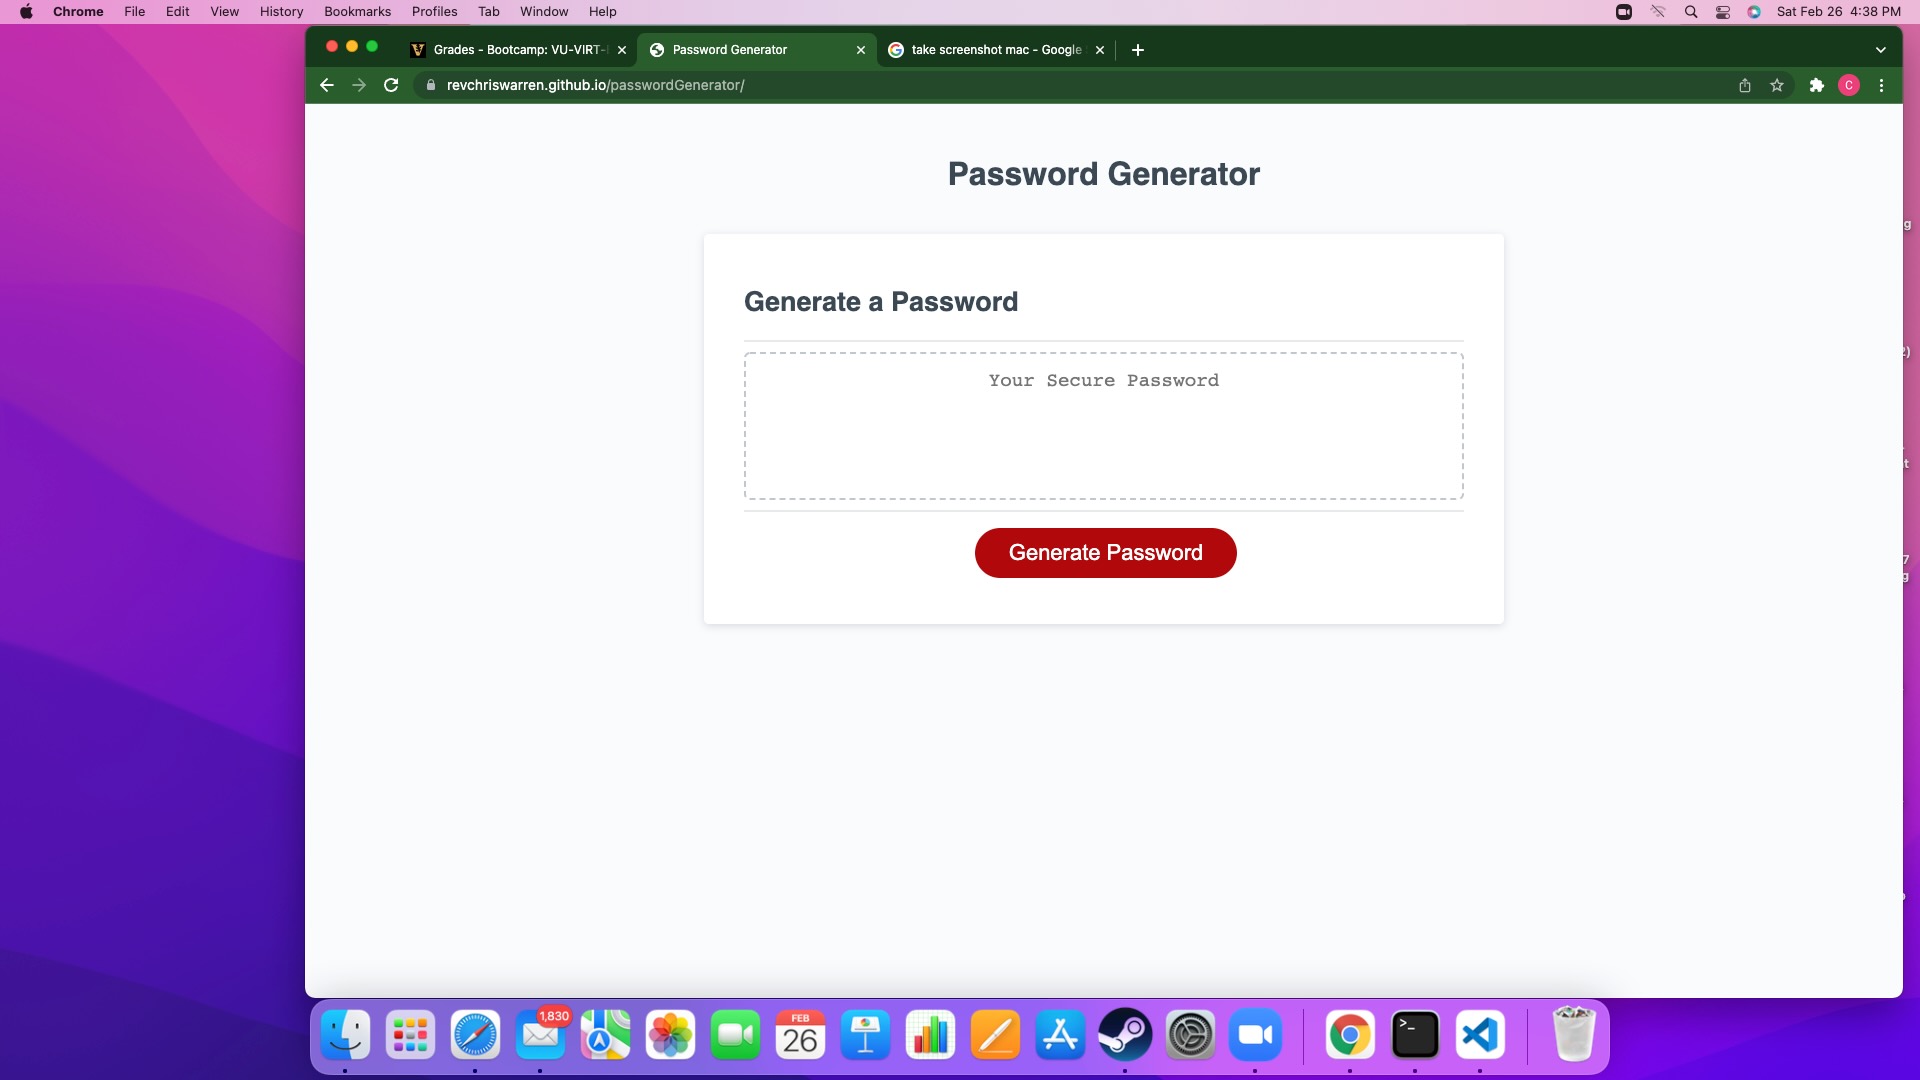 Chrome File Edit View History Bookmarks Profiles Tab Window Help Sat Feb 26 4:38 PM
Grades - Bootcamp: VU-VIRT- Password Generator take screenshot mac - Google
revchriswarren.github.io/passwordGenerator/ C
Password Generator
Generate a Password
Your Secure Password
Generate Password
1,830
FEB
26